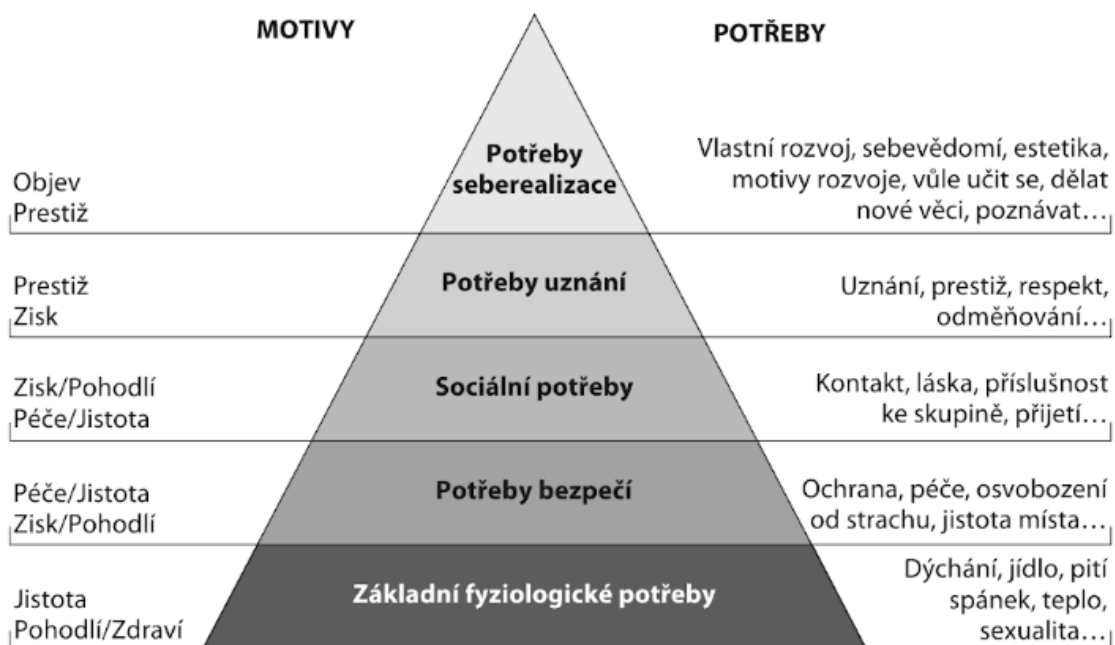 MOTIVY
POTŘEBY
Objev
Prestiž
Potřeby
seberealizace
Vlastní rozvoj, sebevědomí, estetika,
motivy rozvoje, vůle učit se, dělat
nové věci, poznávat…
Prestiž
Zisk
Potřeby uznání
Uznání, prestiž, respekt,
odměňování…
Zisk/Pohodlí
Péče/Jistota
Sociální potřeby
Kontakt, láska, příslušnost
ke skupině, přijetí…
Péče/Jistota
Zisk/Pohodlí
Potřeby bezpečí
Ochrana, péče, osvobození
od strachu, jistota místa…
Jistota
Pohodlí/Zdraví
Základní fyziologické potřeby
Dýchání, jídlo, pití
spánek, teplo,
sexualita…